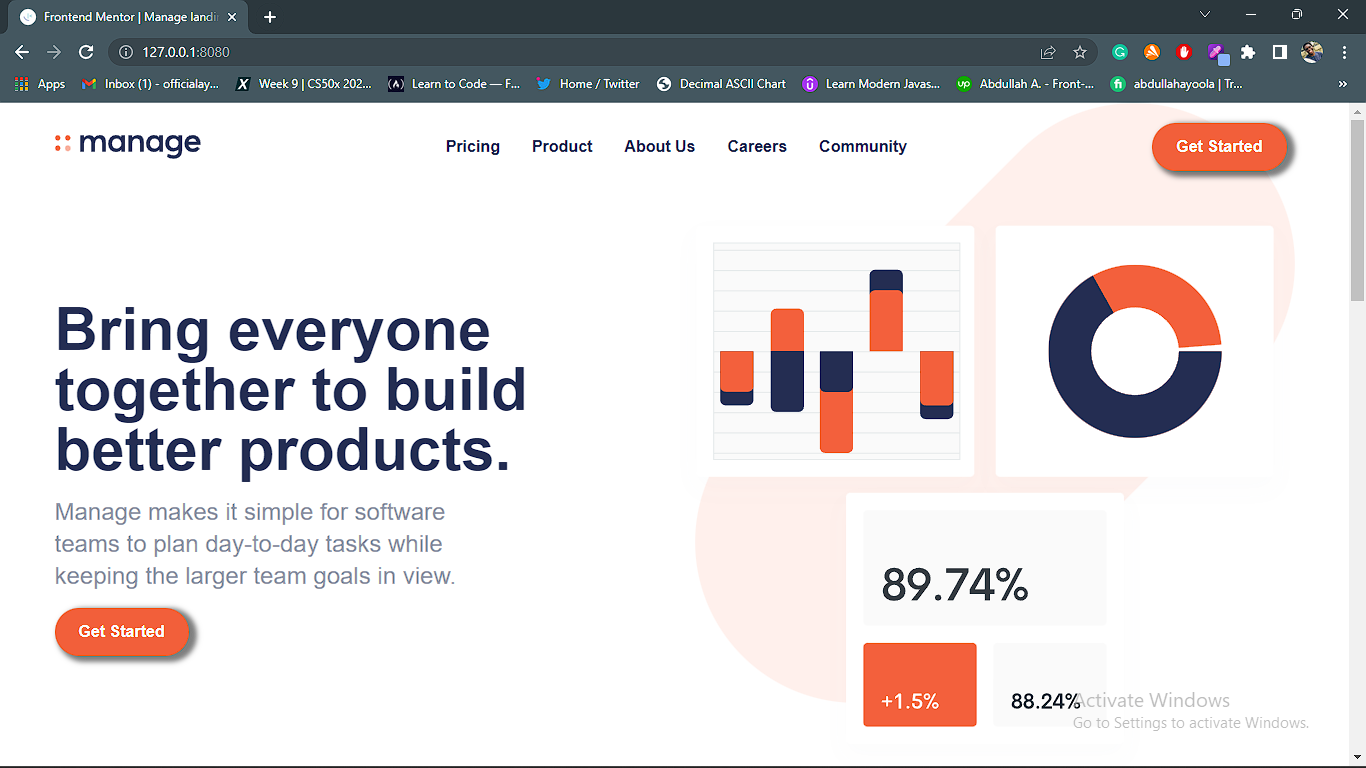 Frontend Mentor | Manage landi
127.0.0.1:8080
Apps
Inbox (1) - officialay...
Week 9 | CS50x 202...
Learn to Code — F...
Home / Twitter
Decimal ASCII Chart
Learn Modern Javas...
Abdullah A. - Front-...
abdullahayoola | Tr...
manage
Pricing
Product
About Us
Careers
Community
Get Started
Bring everyone
together to build
better products.
Manage makes it simple for software
teams to plan day-to-day tasks while
keeping the larger team goals in view.
Get Started
89.74%
+1.5%
88.24%
Activate Windows
Go to Settings to activate Windows.